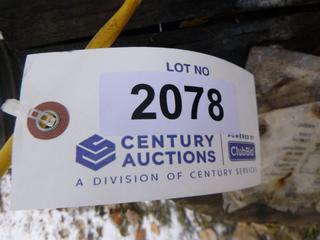 LOT NO
2078
CENTURY
AUCTIONS
POWERED BY
ClubBid
A DIVISION OF CENTURY SERVICES